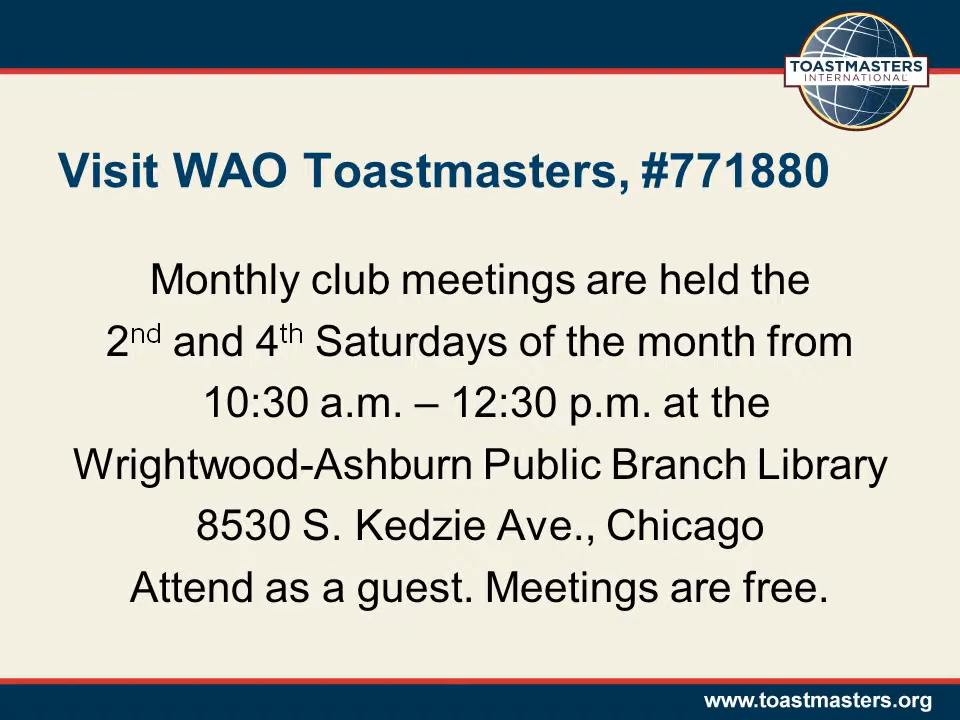 TOASTMASTERS
INTERNATIONAL
Visit WAO Toastmasters, #771880
Monthly club meetings are held the
2nd and 4th Saturdays of the month from
10:30 a.m. – 12:30 p.m. at the
Wrightwood-Ashburn Public Branch Library
8530 S. Kedzie Ave., Chicago
Attend as a guest. Meetings are free.
www.toastmasters.org